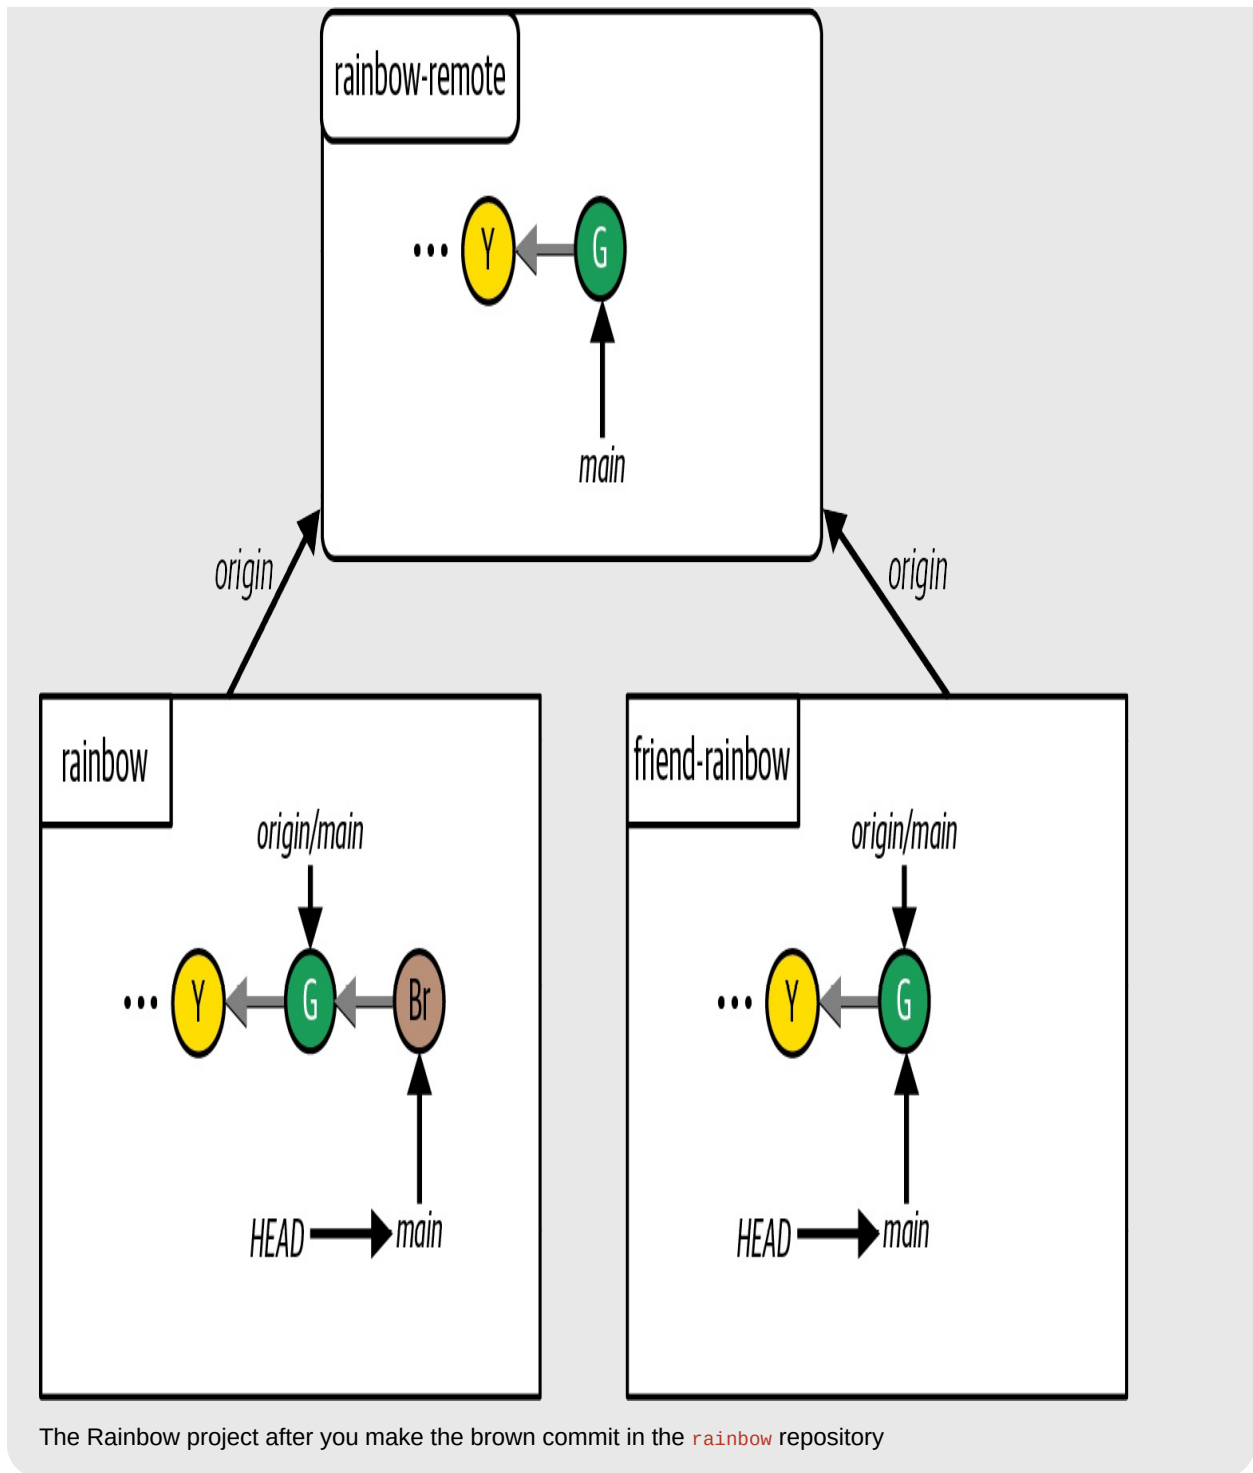 rainbow-remote
... Y G
main
origin origin
rainbow
origin/main
... Y G Br
HEAD main
friend-rainbow
origin/main
... Y G
HEAD main
The Rainbow project after you make the brown commit in the rainbow repository